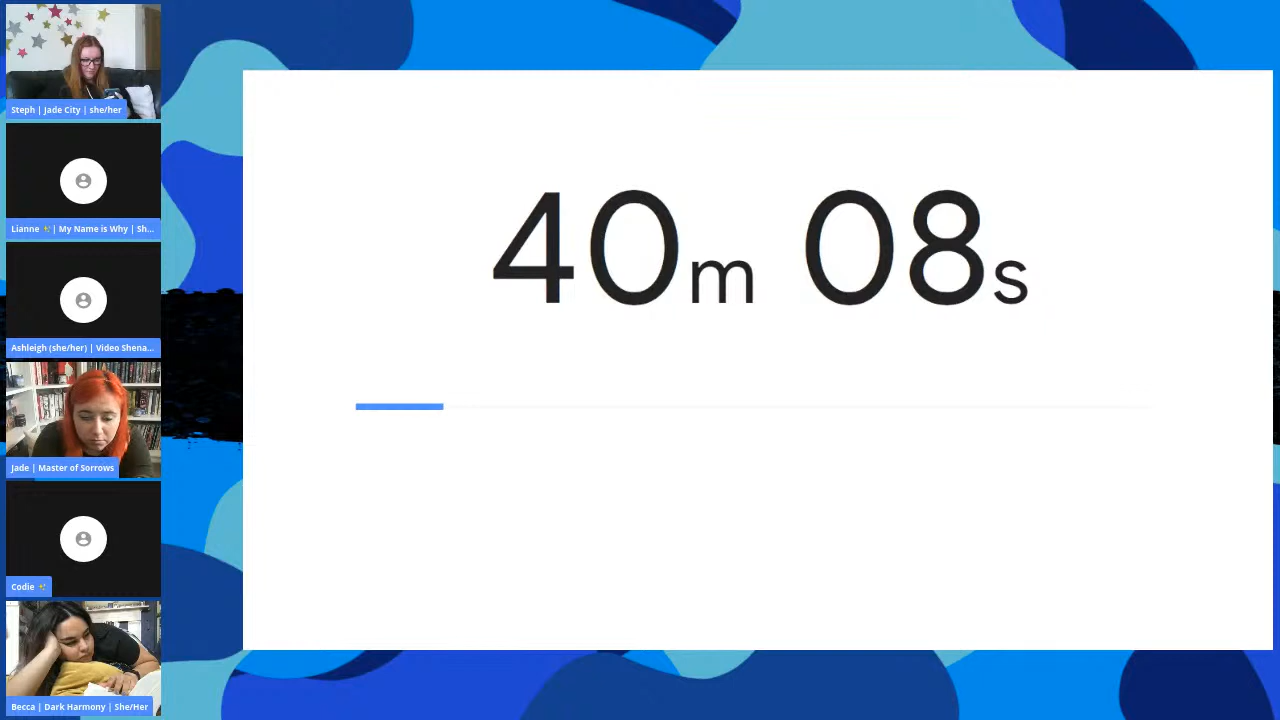 Steph | Jade City | she/her
Lianne ✨ | My Name is Why | Sh...
Ashleigh (she/her) | Video Shena...
Jade | Master of Sorrows
Codie ✨
Becca | Dark Harmony | She/Her
40m 08s